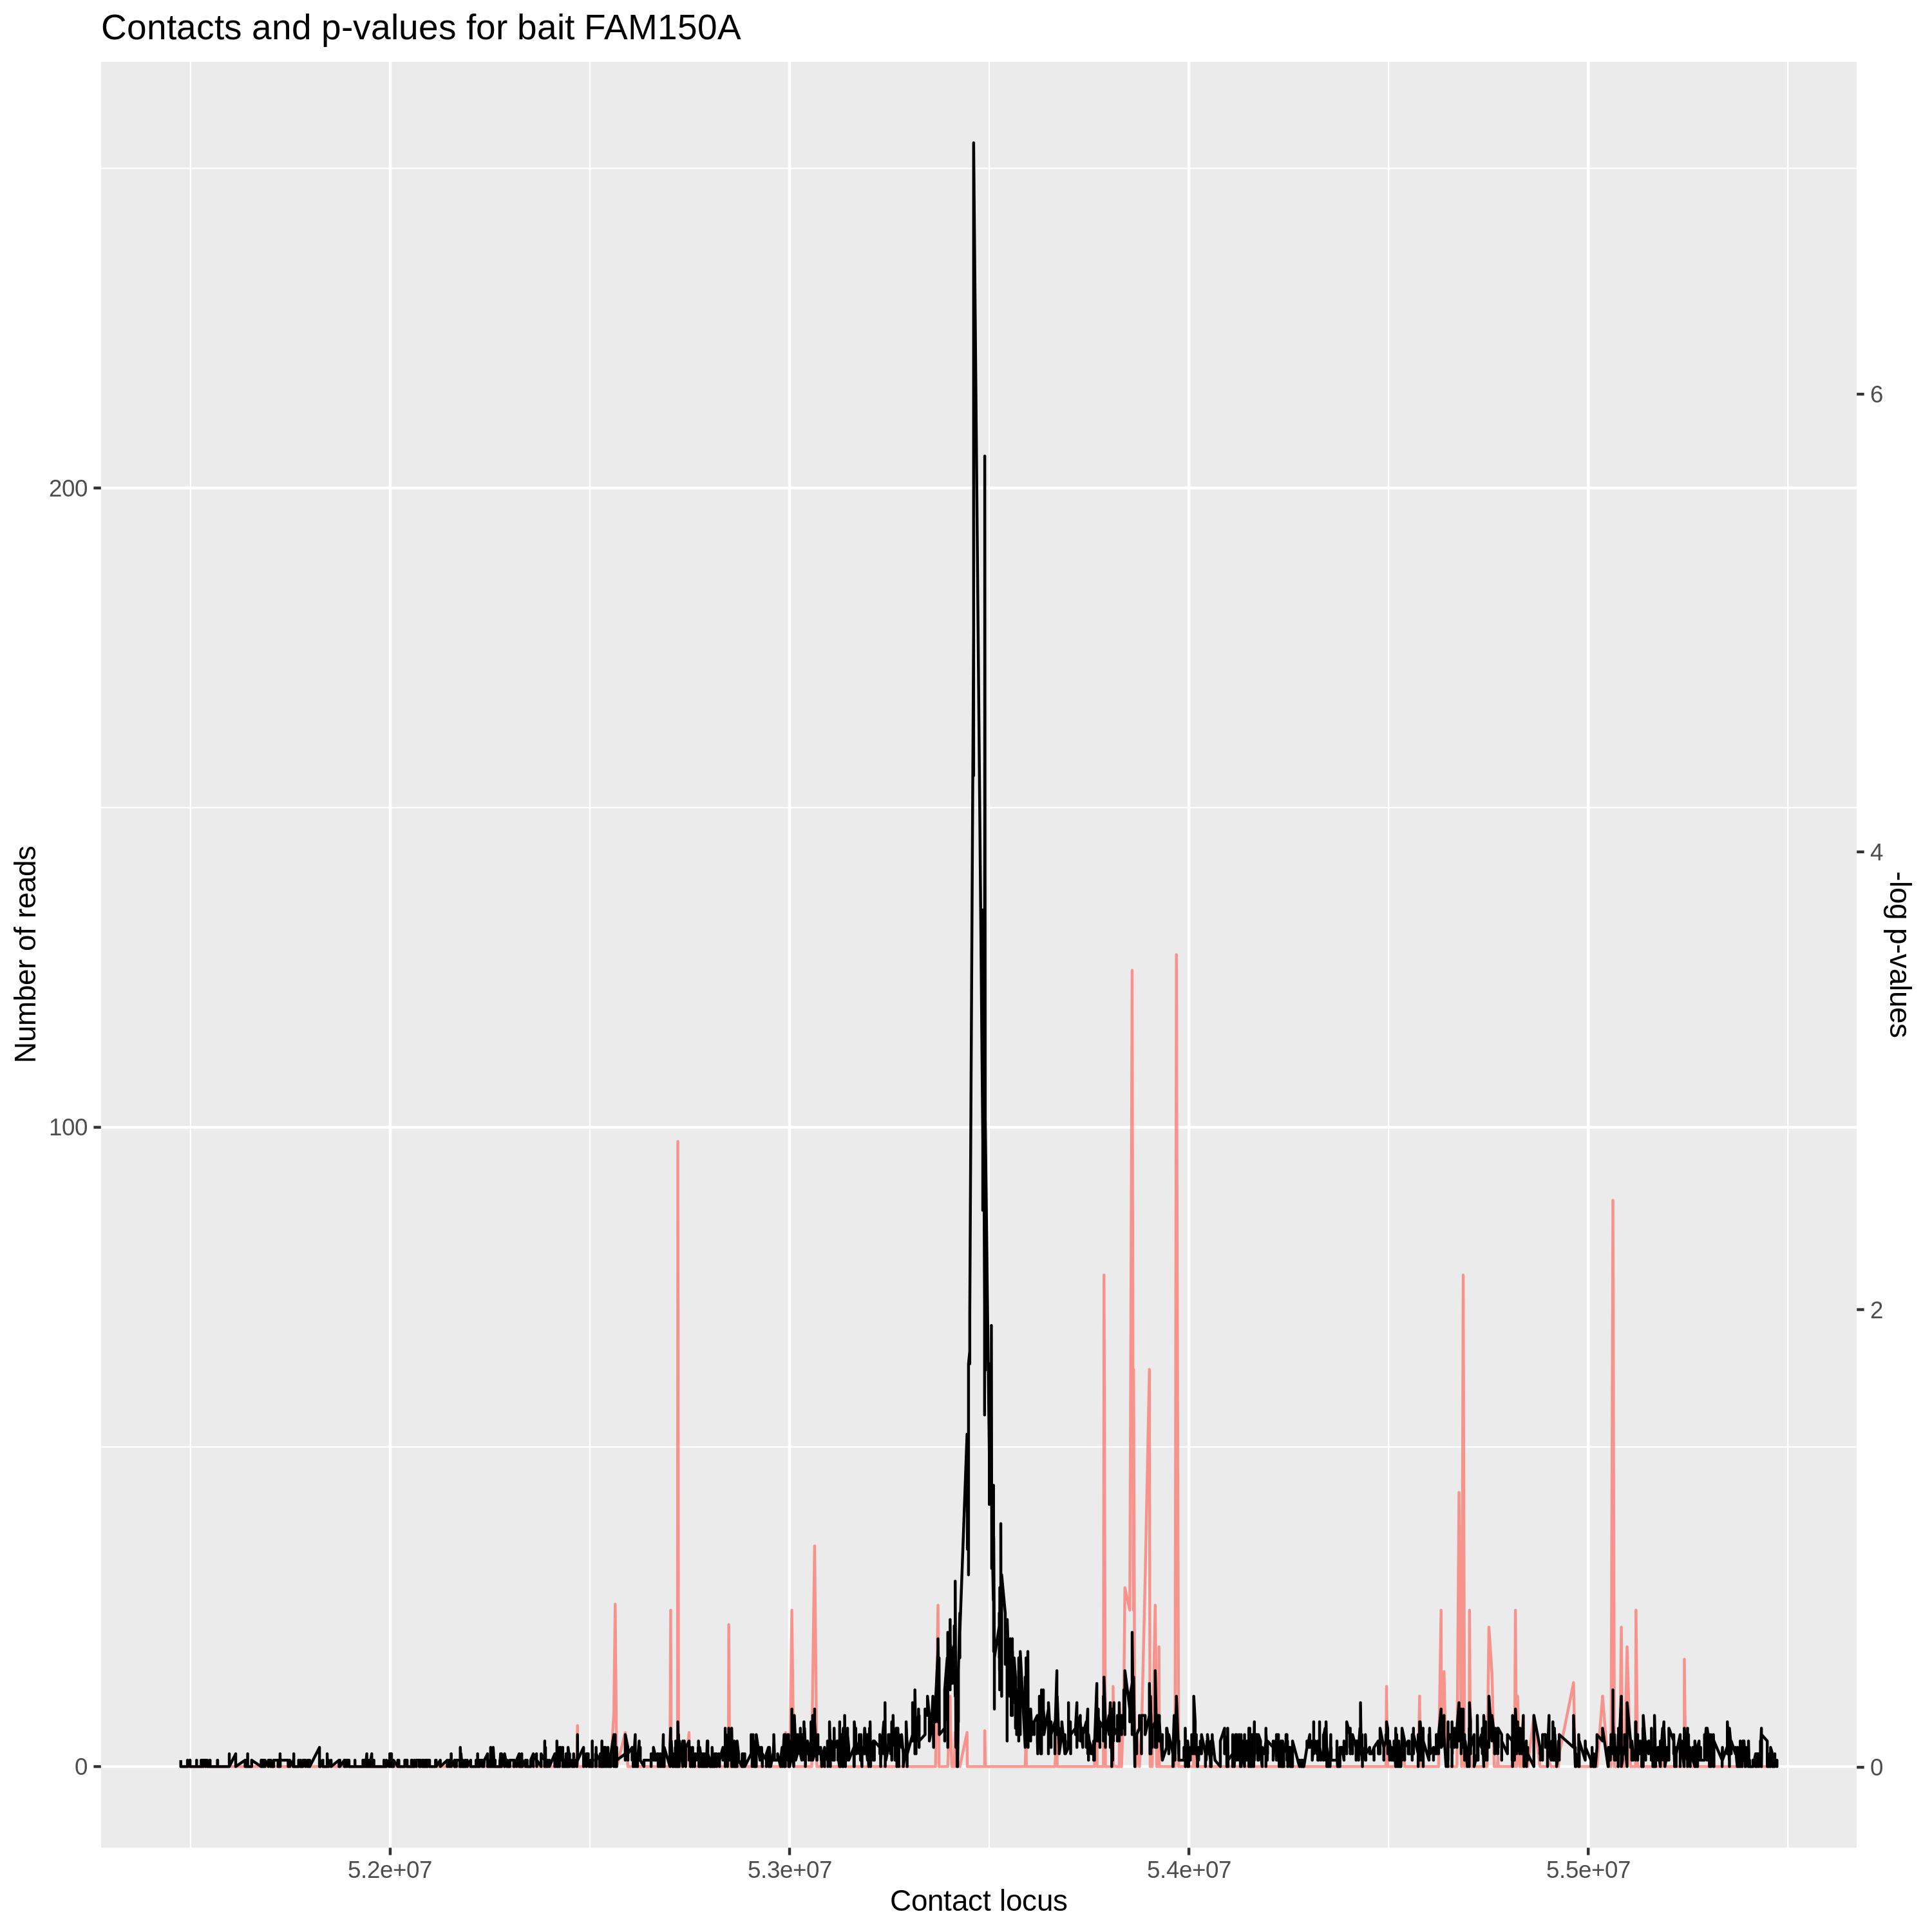 Contacts and p-values for bait FAM150A
Number of reads
200
100
0
6
4
2
0
-log p-values
5.2e+07
5.3e+07
5.4e+07
5.5e+07
Contact locus